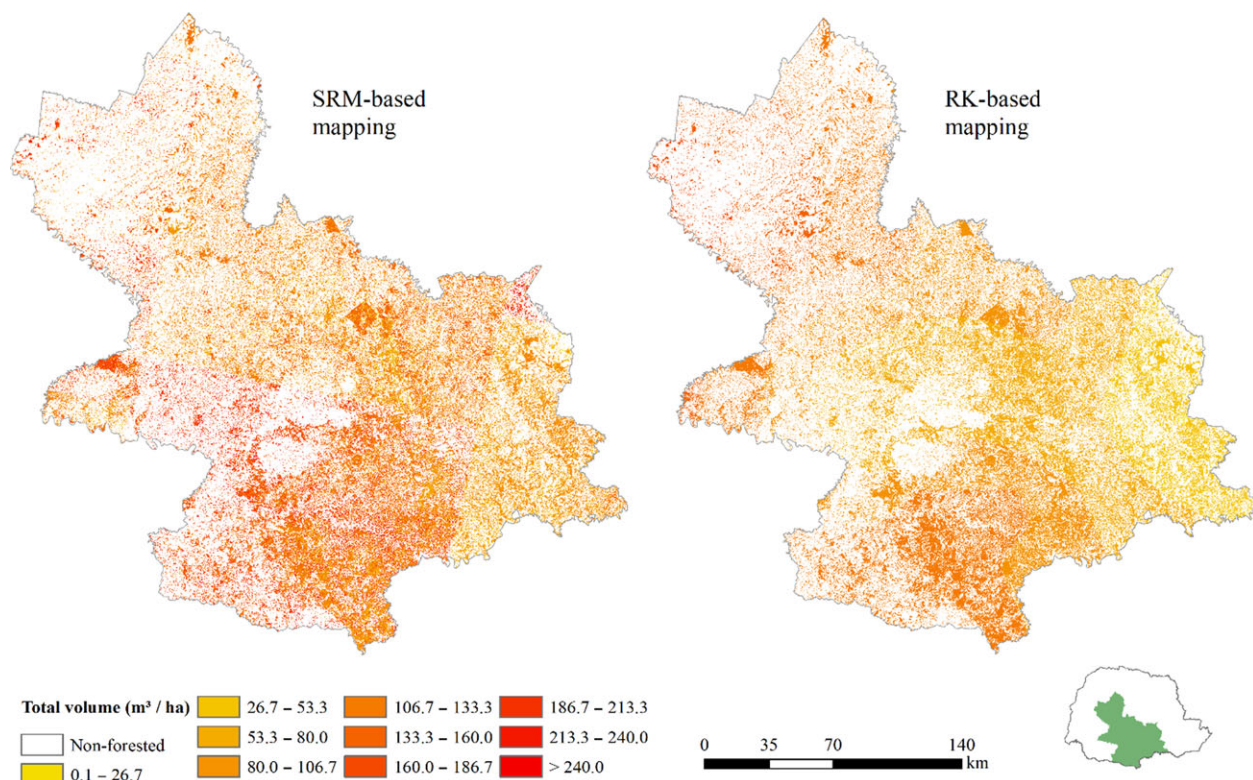 SRM-based
mapping
RK-based
mapping
Total volume (m³ / ha)
Non-forested
0.1 – 26.7
26.7 – 53.3
53.3 – 80.0
80.0 – 106.7
106.7 – 133.3
133.3 – 160.0
160.0 – 186.7
186.7 – 213.3
213.3 – 240.0
> 240.0
0 35 70 140
km